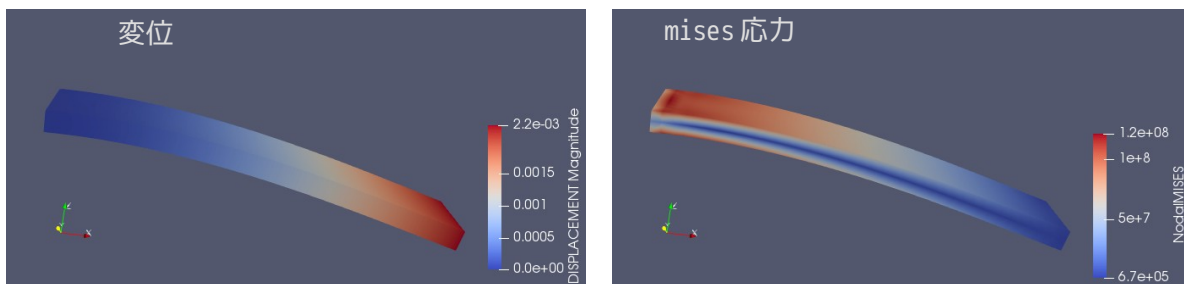 変位
2.2e-03
0.0015
0.001
0.0005
0.0e+00
DISPLACEMENT Magnitude
X
mises 応力
1.2e+08
1e+8
5e+7
6.7e+05
NodalMISES
X